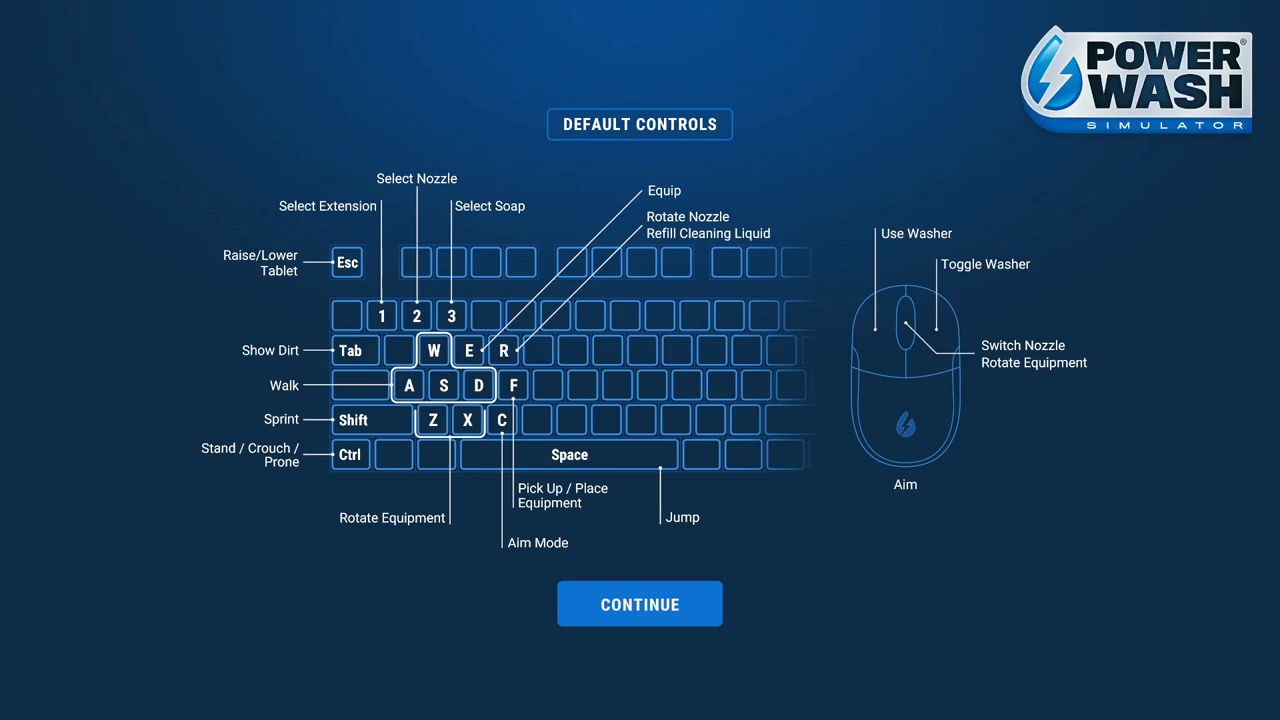 POWER
WASH®
SIMULATOR
DEFAULT CONTROLS
Select Nozzle
Select Extension
Select Soap
Equip
Rotate Nozzle
Refill Cleaning Liquid
Raise/Lower
Tablet
Esc
Use Washer
Toggle Washer
1 2 3
Show Dirt
Tab W E R
Switch Nozzle
Rotate Equipment
Walk
A S D F
Sprint
Shift Z X C
Stand / Crouch /
Prone
Ctrl Space
Aim
Pick Up / Place
Equipment
Rotate Equipment
Jump
Aim Mode
CONTINUE